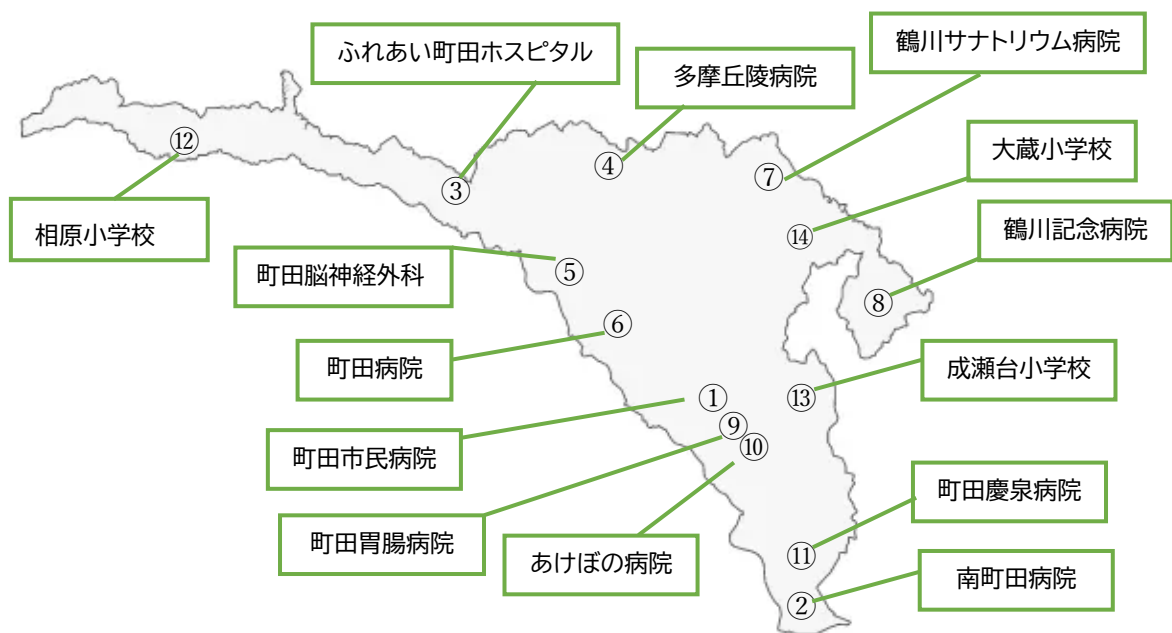 鶴川サナトリウム病院
ふれあい町田ホスピタル
多摩丘陵病院
⑫
④
大蔵小学校
⑦
③
相原小学校
⑭
鶴川記念病院
町田脳神経外科
⑤
⑧
⑥
町田病院
成瀬台小学校
①
⑬
⑨
町田市民病院
⑩
町田慶泉病院
町田胃腸病院
あけぼの病院
⑪
南町田病院
②